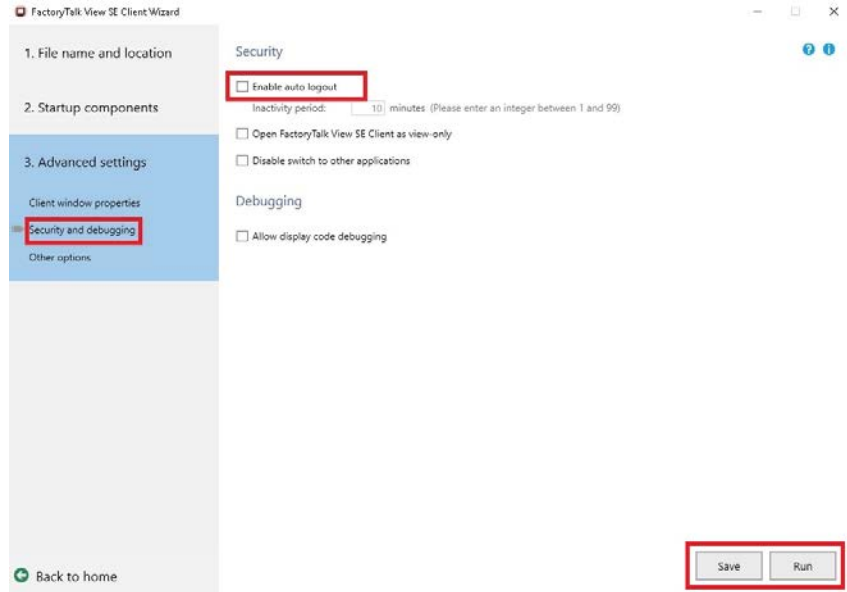 FactoryTalk View SE Client Wizard
1. File name and location
2. Startup components
3. Advanced settings
Client window properties
Security and debugging
Other options
Back to home
Security
Enable auto logout
Inactivity period: 10 minutes (Please enter an integer between 1 and 99)
Open FactoryTalk View SE Client as view-only
Disable switch to other applications
Debugging
Allow display code debugging
Save
Run